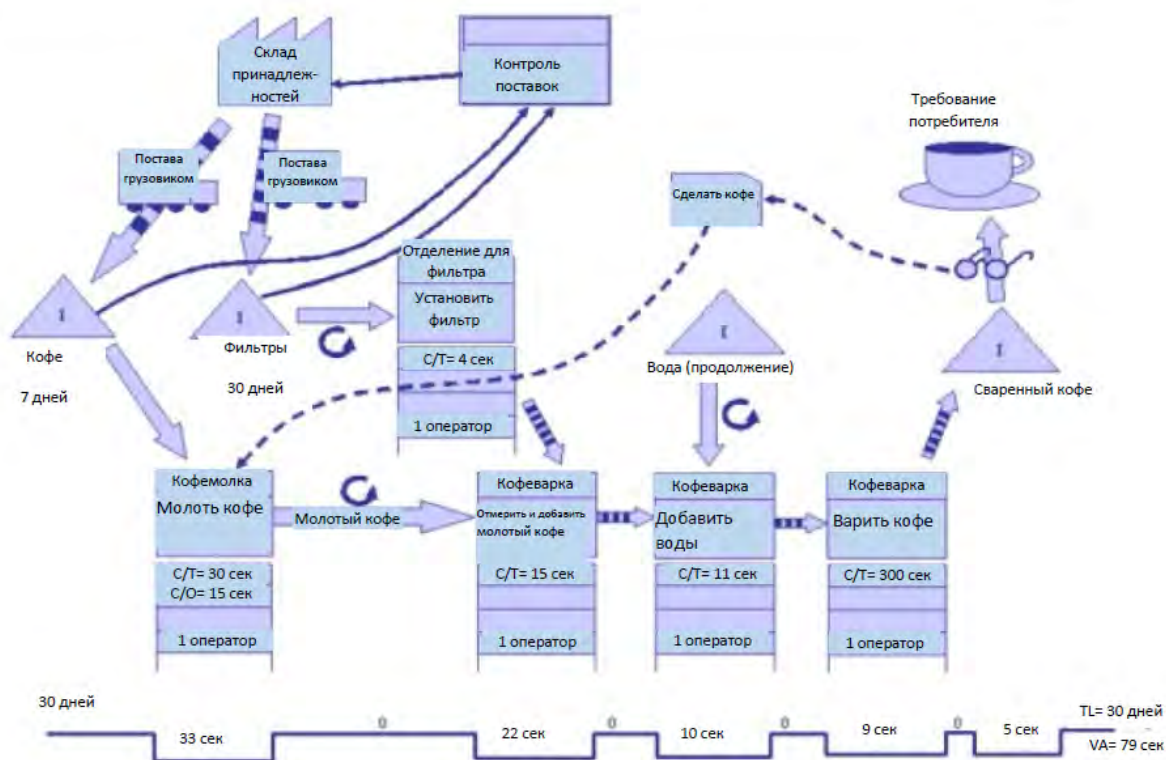 Склад
принадлеж-
ностей
Контроль
поставок
Требование
потребителя
Постава
грузовиком
Постава
грузовиком
Сделать кофе
Отделение для
фильтра
Установить
фильтр
C/T= 4 сек
1 оператор
I
Кофе
7 дней
I
Фильтры
30 дней
I
Вода (продолжение)
I
Сваренный кофе
Кофемолка
Молоть кофе
C/T= 30 сек
C/O= 15 сек
1 оператор
Молотый кофе
Кофеварка
Отмерить и добавить
молотый кофе
C/T= 15 сек
1 оператор
Кофеварка
Добавить
воды
C/T= 11 сек
1 оператор
Кофеварка
Варить кофе
C/T= 300 сек
1 оператор
30 дней
33 сек
0
22 сек
0
10 сек
0
9 сек
0
5 сек
TL= 30 дней
VA= 79 сек